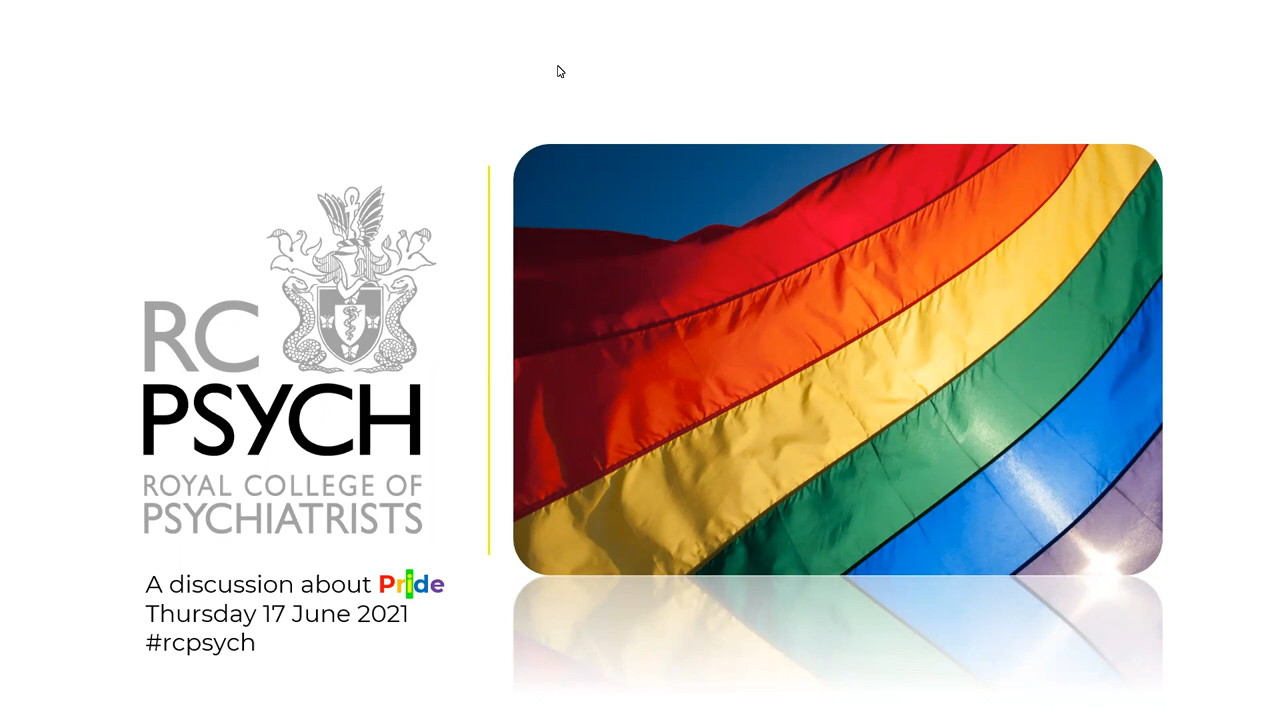 RC
PSYCH
ROYAL COLLEGE OF
PSYCHIATRISTS
A discussion about Pride
Thursday 17 June 2021
#rcpsych